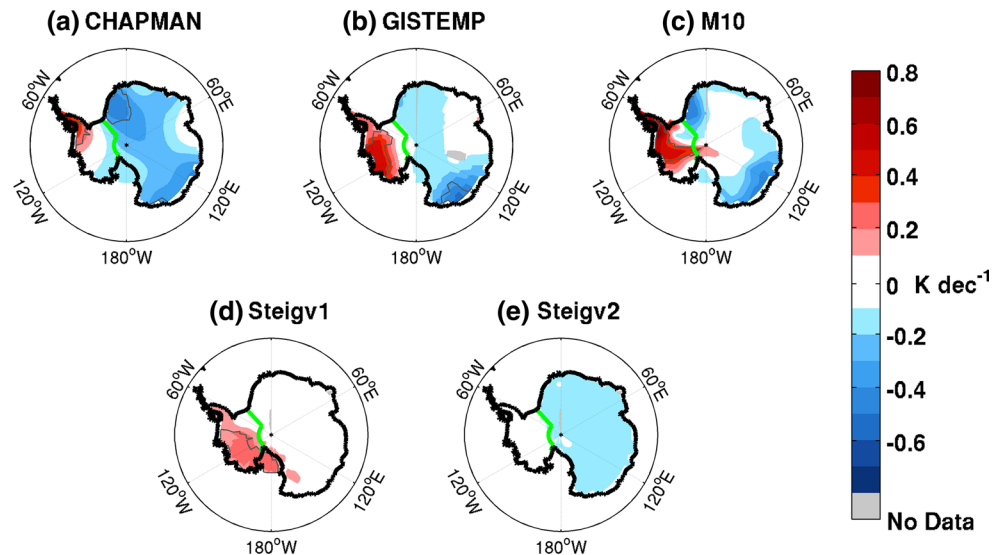 (a) CHAPMAN
(b) GISTEMP
(c) M10
60°W
60°E
120°W
120°E
180°W
60°W
60°E
120°W
120°E
180°W
60°W
60°E
120°W
120°E
180°W
0.8
0.6
0.4
0.2
0 K dec⁻¹
-0.2
-0.4
-0.6
No Data
(d) Steigv1
(e) Steigv2
60°W
60°E
120°W
120°E
180°W
60°W
60°E
120°W
120°E
180°W